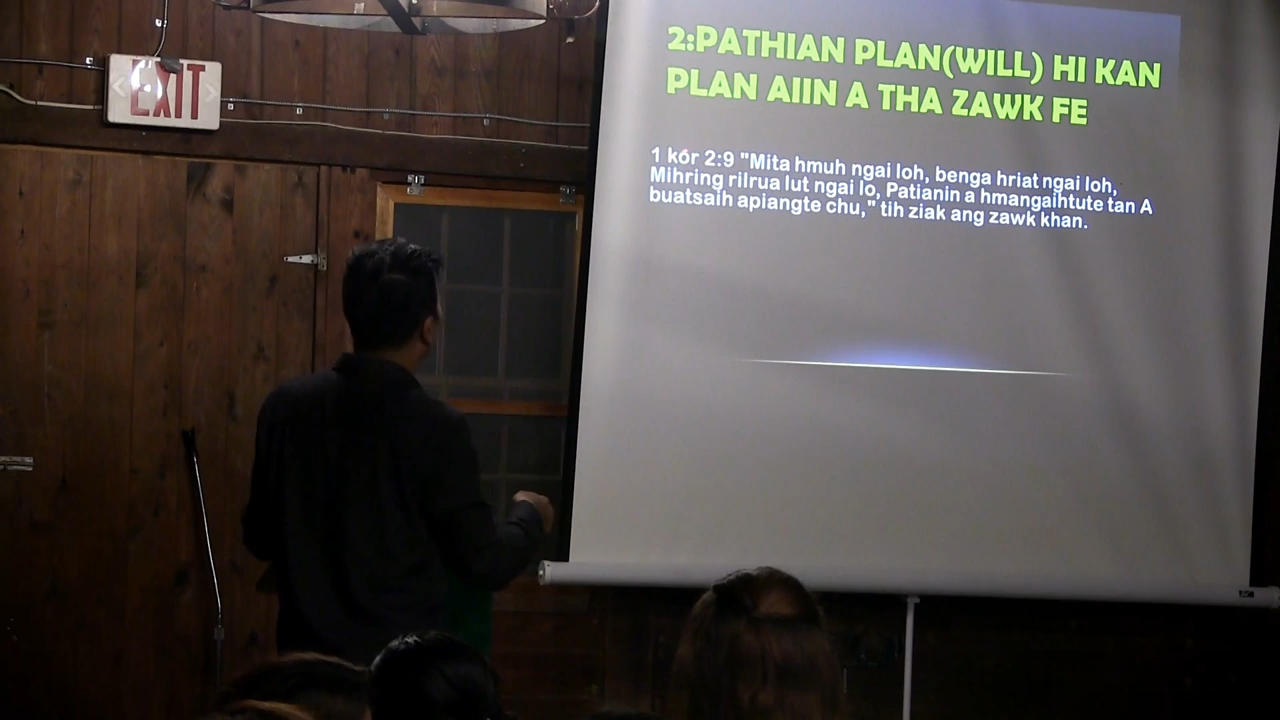 EXIT
2:PATHIAN PLAN(WILL) HI KAN
PLAN AIIN A THA ZAWK FE
1 kór 2:9 "Mita hmuh ngai loh, benga hriat ngai loh,
Mihring rilrua lut ngai lo, Patianin a hmangaihtute tan A
buatsaih apiangte chu," tih ziak ang zawk khan.